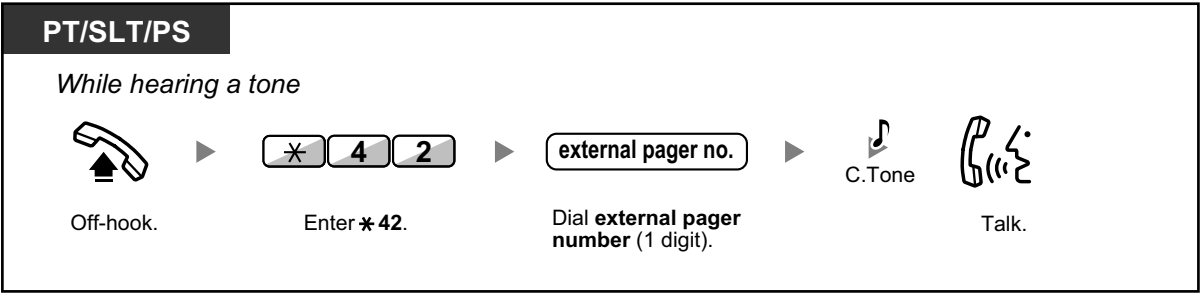 PT/SLT/PS
While hearing a tone
* 4 2
external pager no.
C.Tone
Off-hook.
Enter * 42.
Dial external pager
number (1 digit).
Talk.